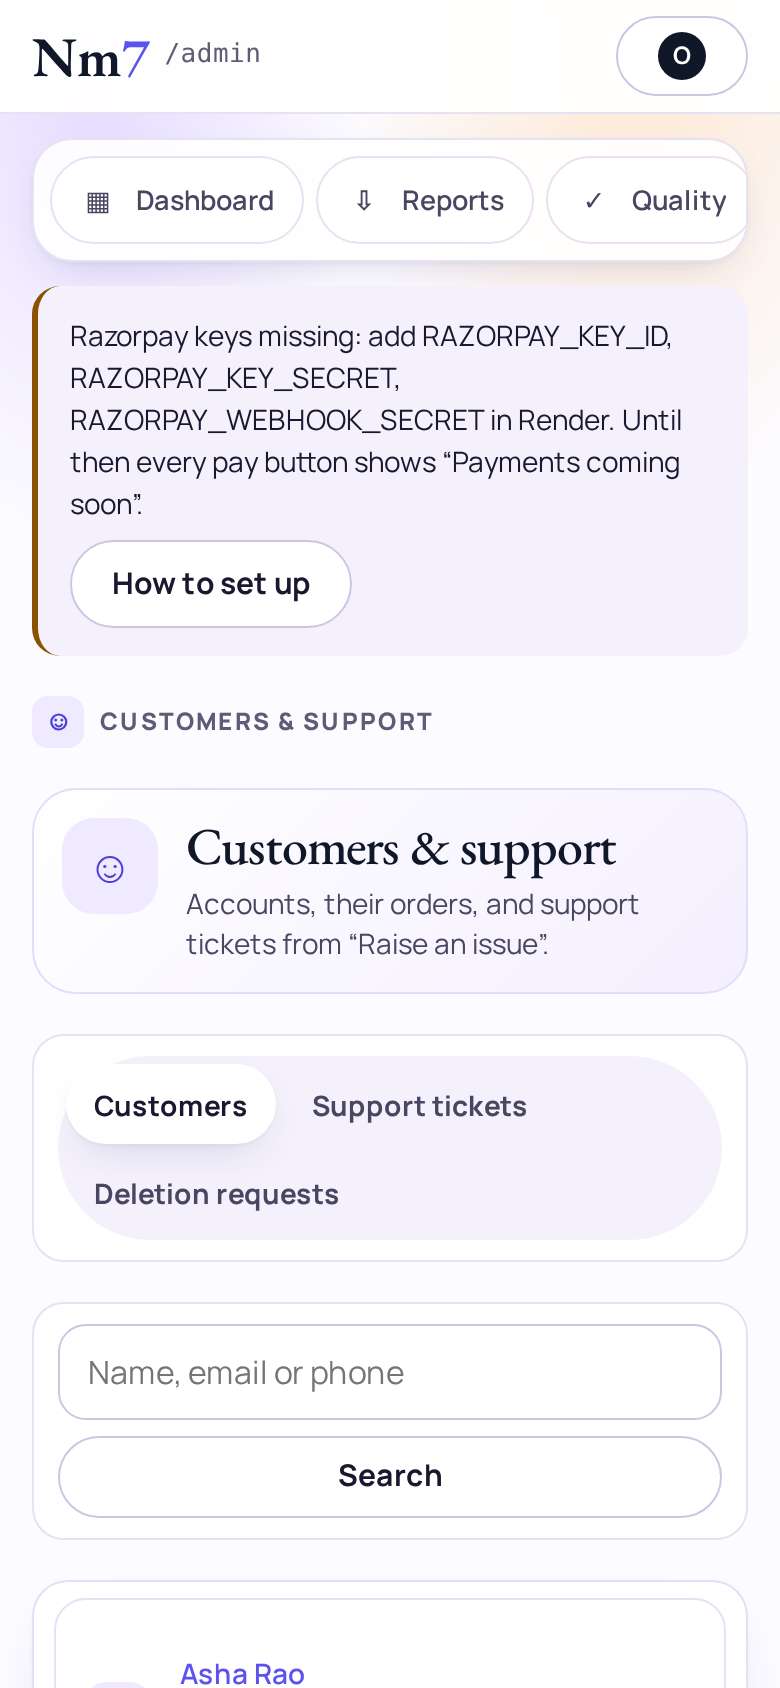 Nm7 /admin
O
Dashboard
Reports
✓ Quality
Razorpay keys missing: add RAZORPAY_KEY_ID,
RAZORPAY_KEY_SECRET,
RAZORPAY_WEBHOOK_SECRET in Render. Until
then every pay button shows “Payments coming
soon”.
How to set up
CUSTOMERS & SUPPORT
Customers & support
Accounts, their orders, and support
tickets from “Raise an issue”.
Customers
Support tickets
Deletion requests
Name, email or phone
Search
Asha Rao